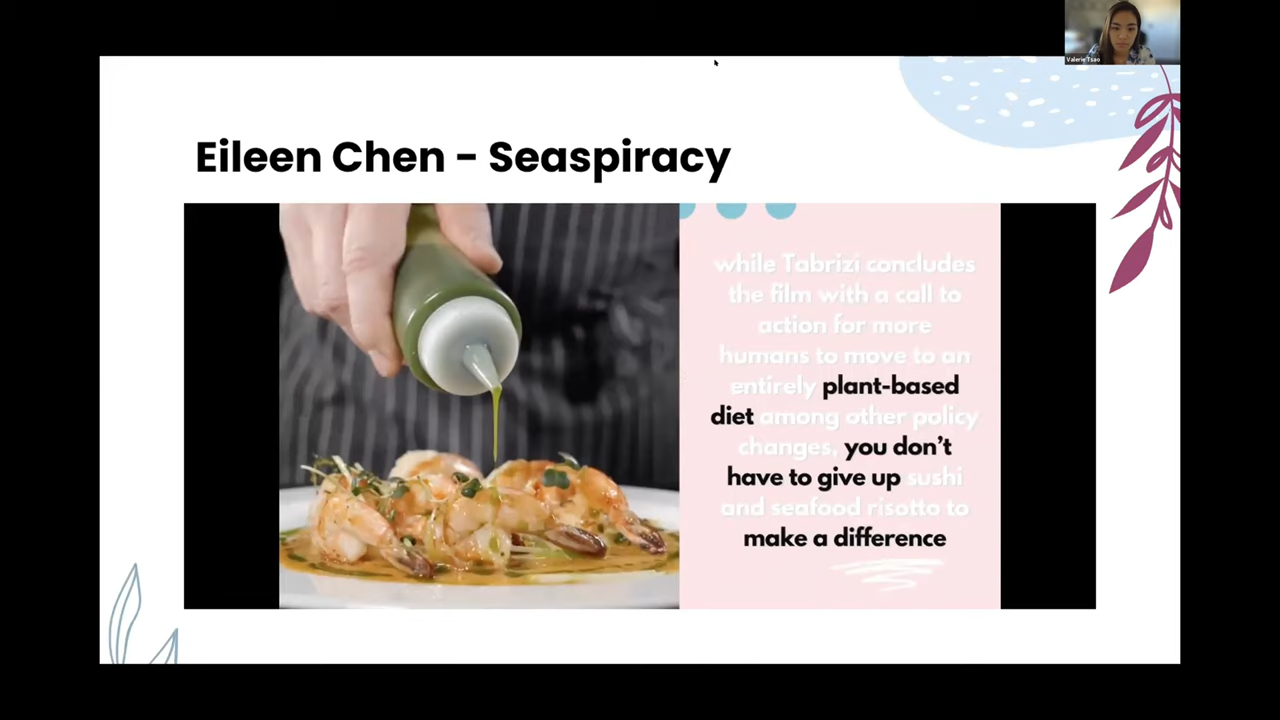 Valerie Tsao
Eileen Chen - Seaspiracy
while Tabrizi concludes
the film with a call to
action for more
humans to move to an
entirely plant-based
diet among other policy
changes, you don't
have to give up sushi
and seafood risotto to
make a difference